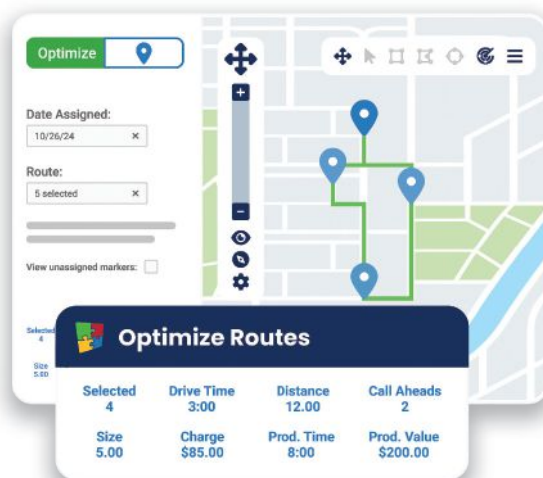 Optimize
Date Assigned:
10/26/24 ×
Route:
5 selected ×
View unassigned markers:
Selected
4
Size
5.00
Optimize Routes
Selected Drive Time Distance Call Aheads
4 3:00 12.00 2
Size Charge Prod. Time Prod. Value
5.00 $85.00 8:00 $200.00